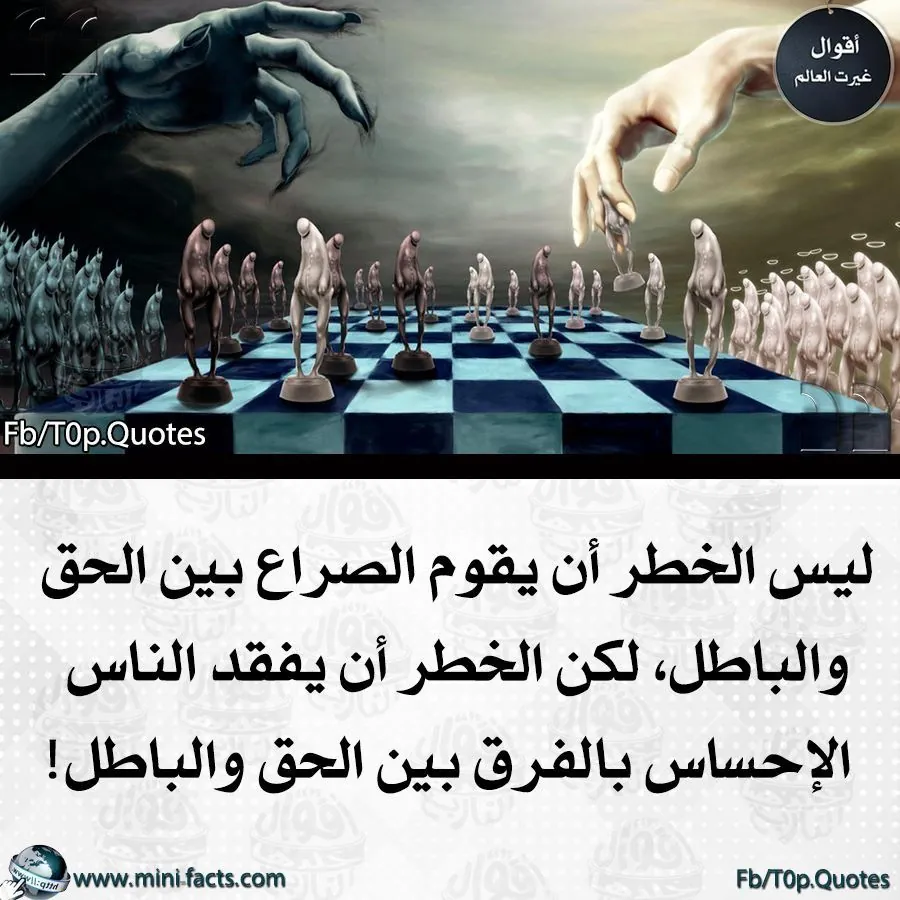 أقوال
غيرت العالم
Fb/T0p.Quotes
ليس الخطر أن يقوم الصراع بين الحق
والباطل، لكن الخطر أن يفقد الناس
الإحساس بالفرق بين الحق والباطل!
www.mini-facts.com
Fb/T0p.Quotes